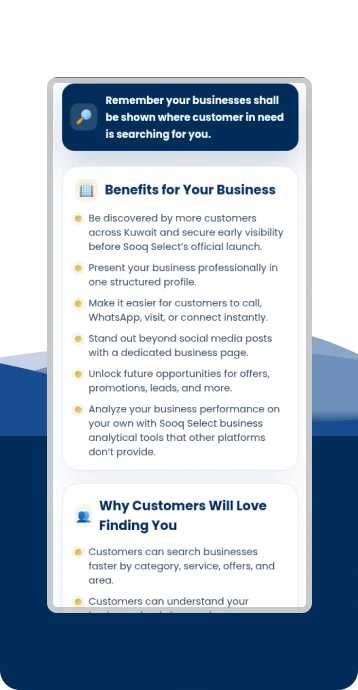 Remember your businesses shall
be shown where customer in need
is searching for you.
Benefits for Your Business
Be discovered by more customers
across Kuwait and secure early visibility
before Sooq Select's official launch.
Present your business professionally in
one structured profile.
Make it easier for customers to call,
WhatsApp, visit, or connect instantly.
Stand out beyond social media posts
with a dedicated business page.
Unlock future opportunities for offers,
promotions, leads, and more.
Analyze your business performance on
your own with Sooq Select business
analytical tools that other platforms
don't provide.
Why Customers Will Love
Finding You
Customers can search businesses
faster by category, service, offers, and
area.
Customers can understand your